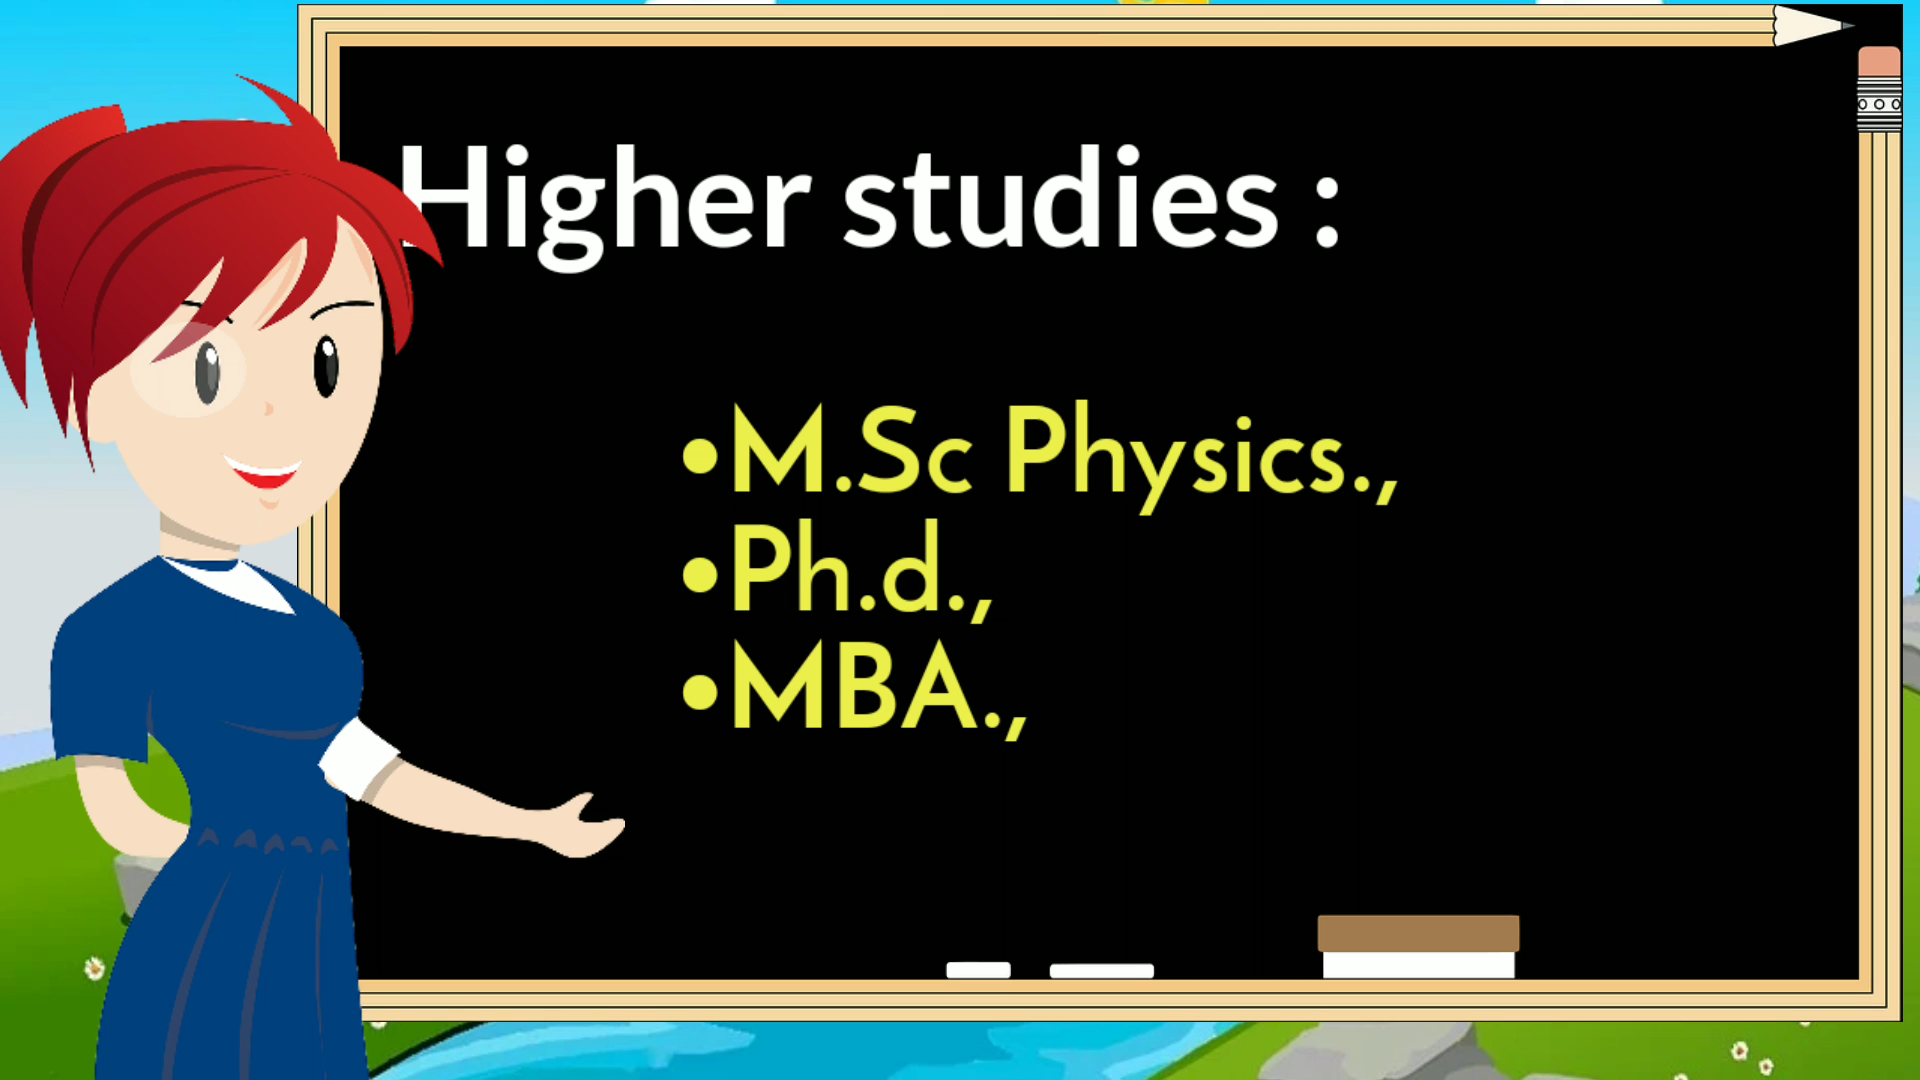 Higher studies :
•M.Sc Physics.,
•Ph.d.,
•MBA.,